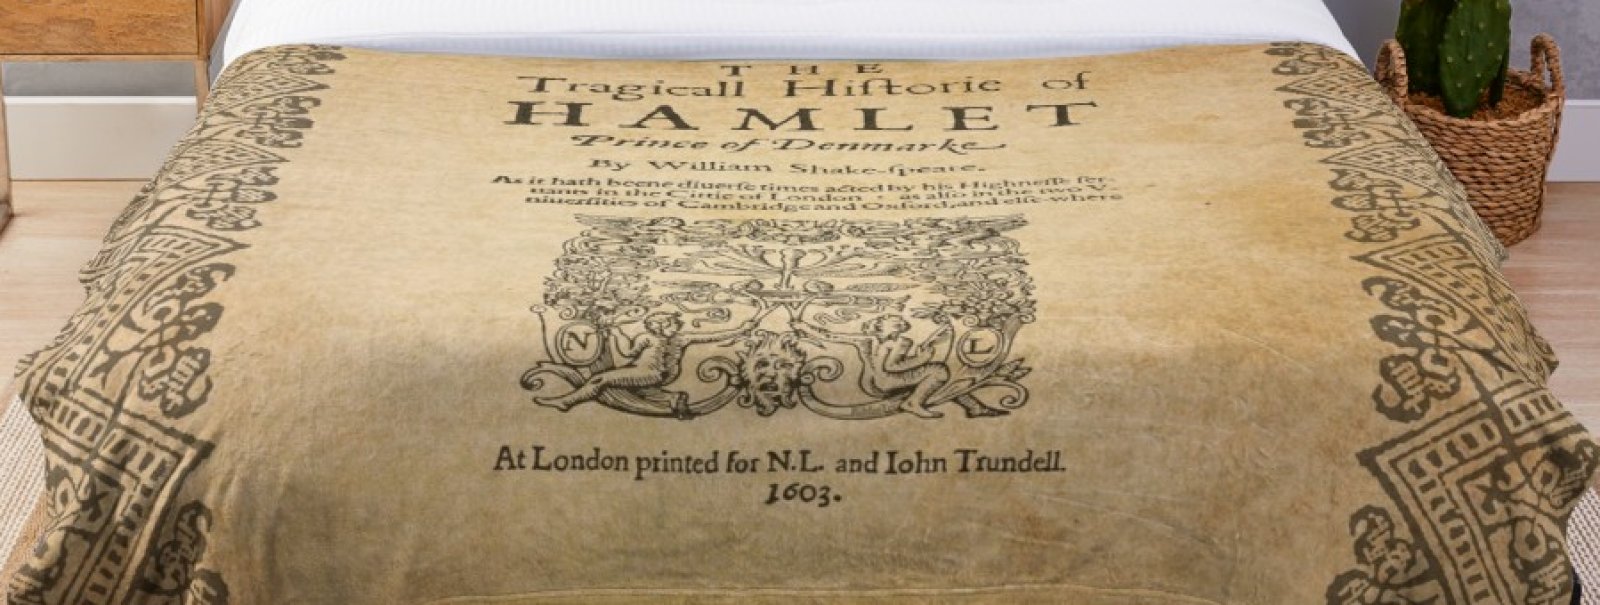 THE
Tragicall Hiſtorie of
HAMLET
Prince of Denmarke
By William Shake-ſpeare.
As it hath beene diuerſe times acted by his Highneſſe ſer-
uants in the Cittie of London : as alſo in the two V-
niuerſities of Cambridge and Oxford, and elſe-where
N L
At London printed for N.L. and Iohn Trundell.
1603.